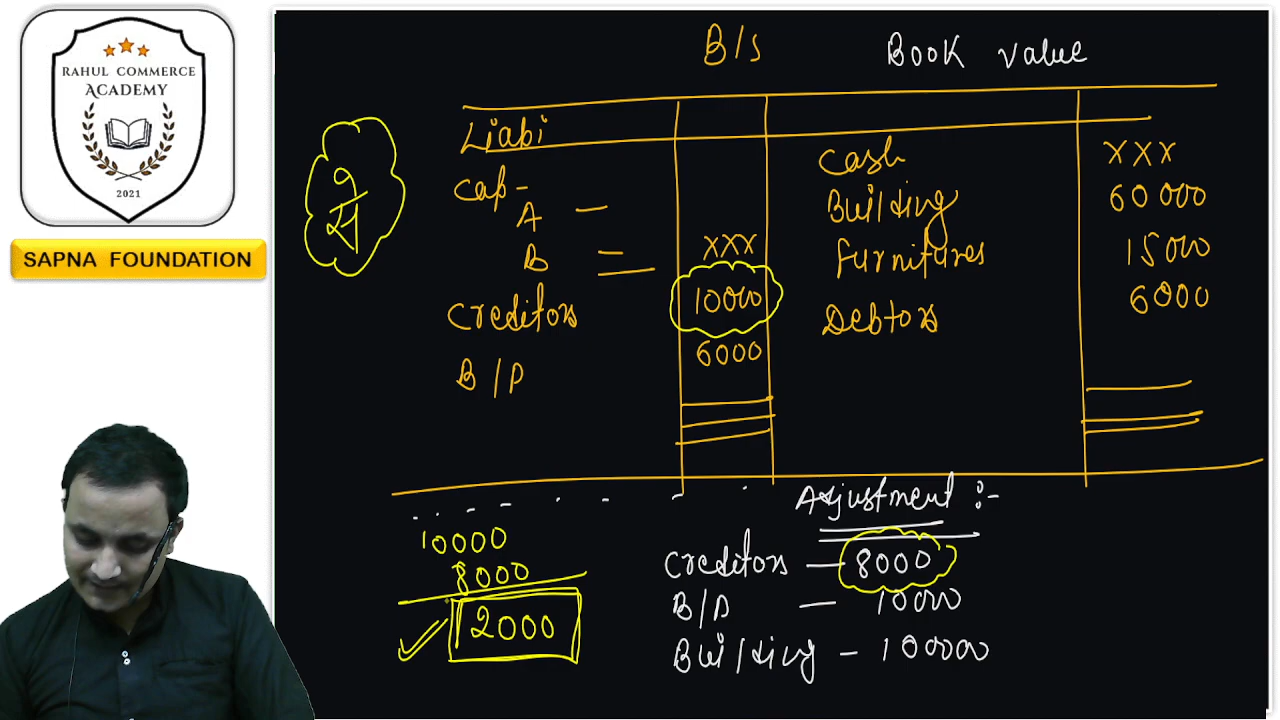 RAHUL COMMERCE
ACADEMY
2021
SAPNA FOUNDATION
B/S Book value
Liabi
Cash XXX
Cap-
A —
Building 60000
B = XXX
Furnitures 15000
Creditors 10000
Debtors 6000
B/P 6000
Adjustment :-
10000
8000
2000
Creditors — 8000
B/P — 10000
Building - 100000